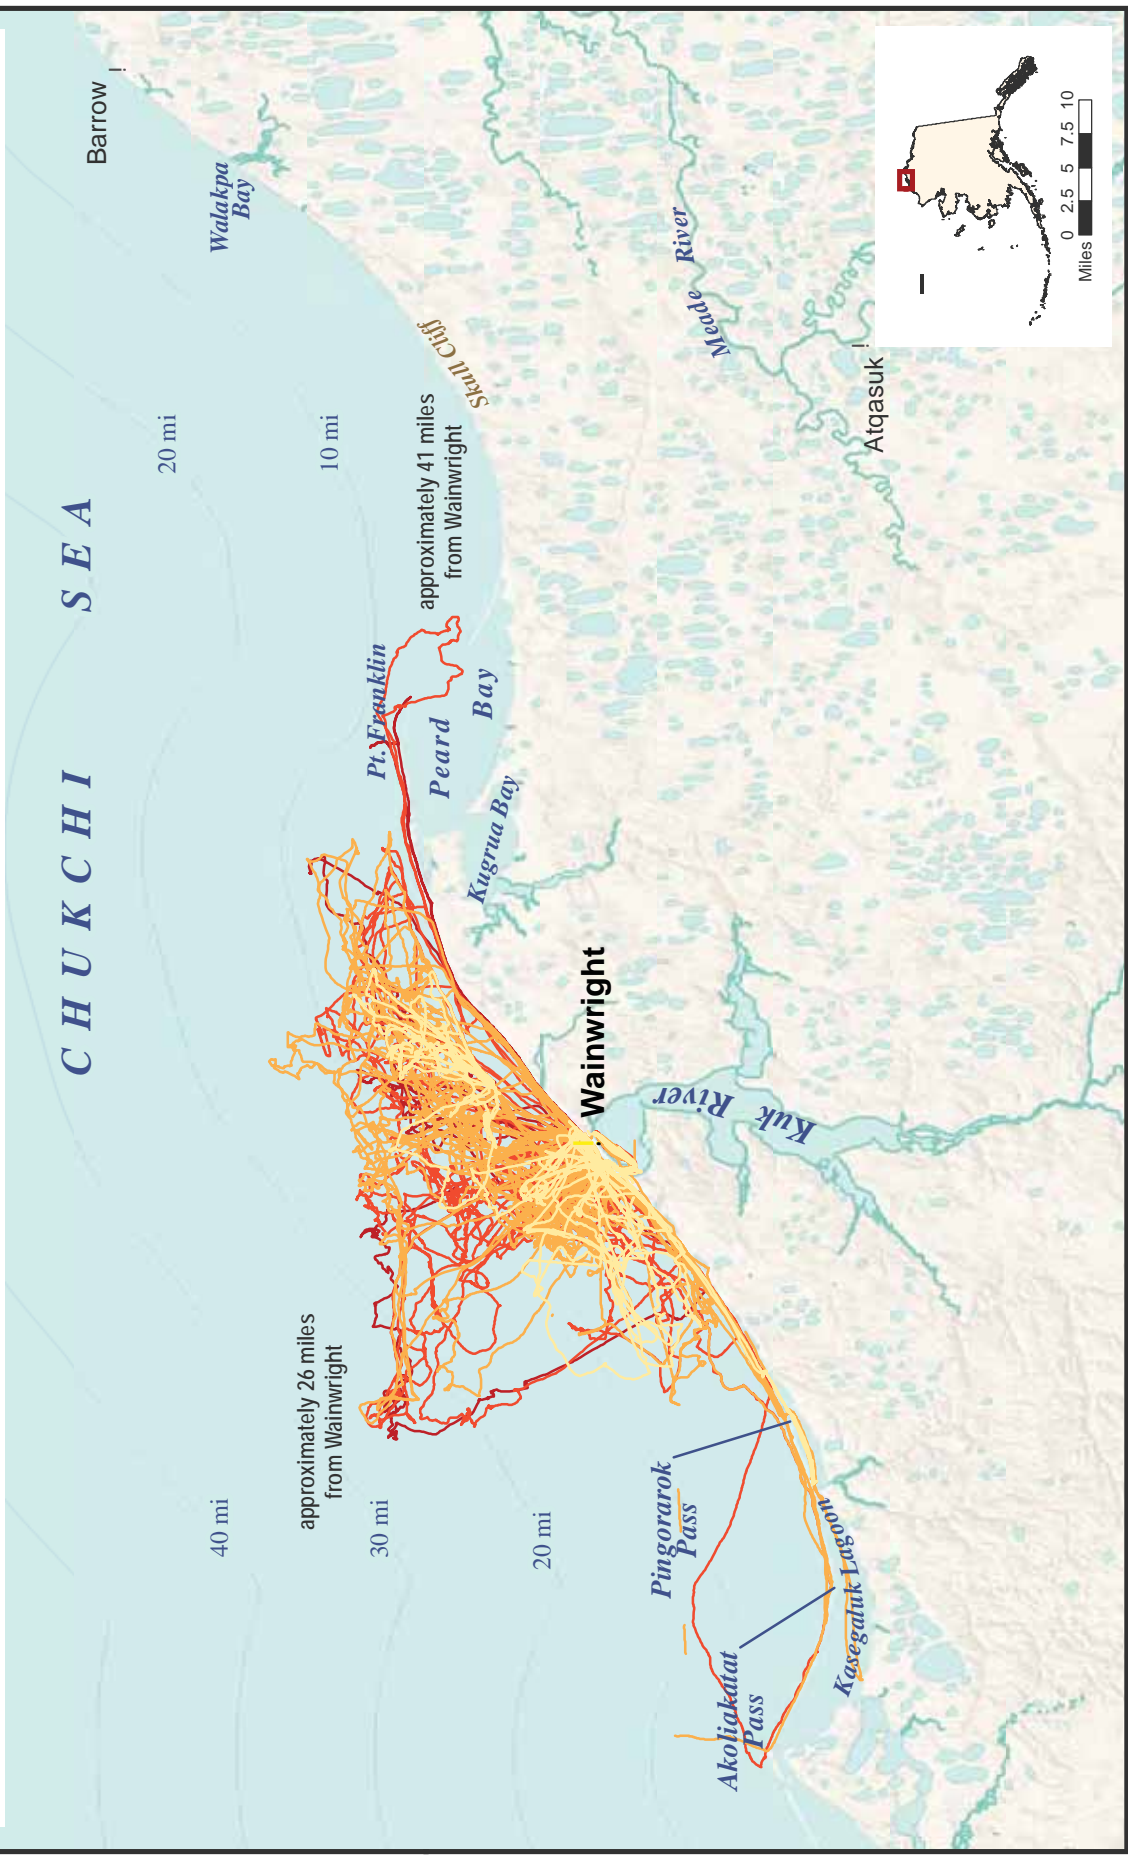 CHUKCHI SEA
Barrow
Walakpa
Bay
20 mi
10 mi
Skull Cliff
approximately 41 miles
from Wainwright
Meade River
Atqasuk
Pt. Franklin
Peard
Bay
Kugrua Bay
Wainwright
Kuk River
approximately 26 miles
from Wainwright
40 mi
30 mi
20 mi
Pingorarok
Pass
Akoliakatat
Pass
Kasegaluk Lagoon
0 2.5 5 7.5 10
Miles